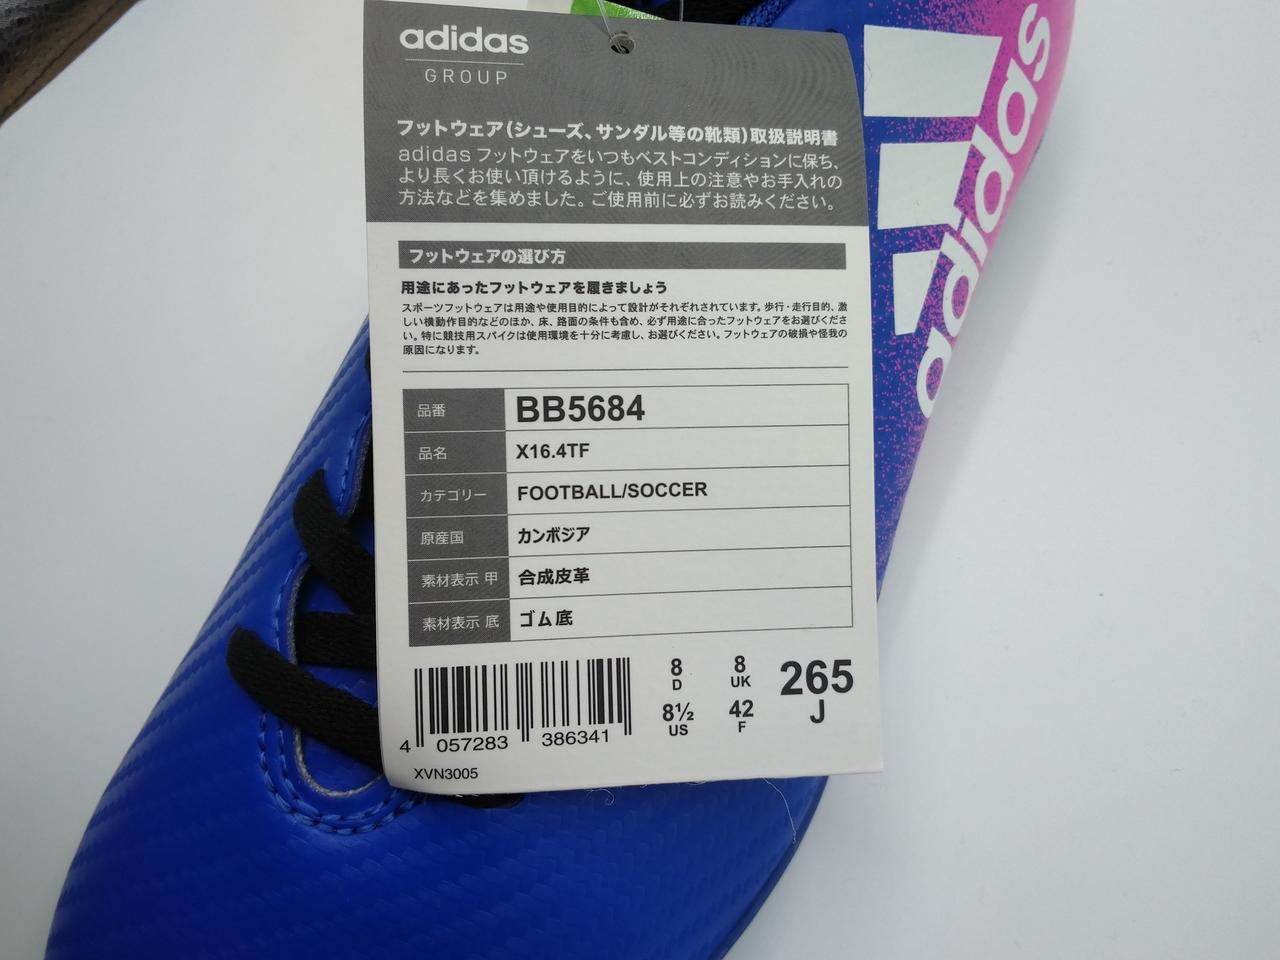 adidas
GROUP
フットウェア(シューズ、サンダル等の靴類)取扱説明書
adidas フットウェアをいつもベストコンディションに保ち、
より長くお使い頂けるように、使用上の注意やお手入れの
方法などを集めました。ご使用前に必ずお読みください。
フットウェアの選び方
用途にあったフットウェアを履きましょう
スポーツフットウェアは用途や使用目的によって設計がそれぞれされています。歩行・走行目的、激
しい横動作目的などのほか、床、路面の条件も含め、必ず用途に合ったフットウェアをお選びくださ
い。特に競技用スパイクは使用環境を十分に考慮し、お選びください。フットウェアの破損や怪我の
原因になります。
品番 BB5684
品名 X16.4TF
カテゴリー FOOTBALL/SOCCER
原産国 カンボジア
素材表示 甲 合成皮革
素材表示 底 ゴム底
8 8 265
D UK J
8½ 42
US F
4 057283 386341
XVN3005
adidas